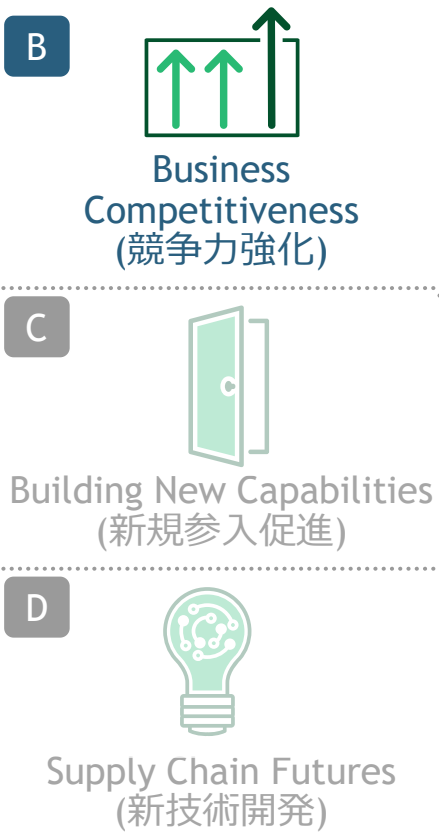 B
Business
Competitiveness
(競争力強化)
C
Building New Capabilities
(新規参入促進)
D
Supply Chain Futures
(新技術開発)